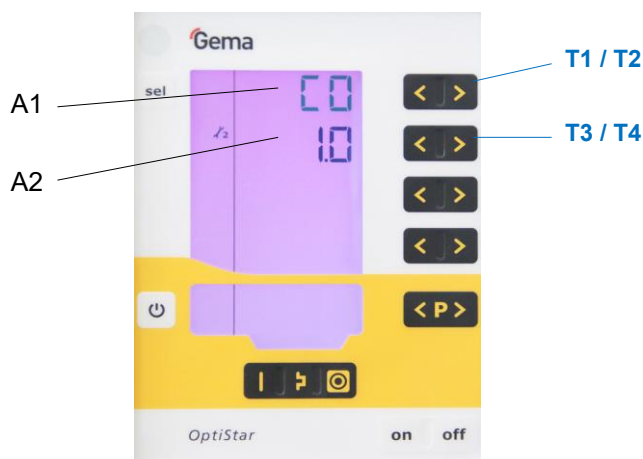 Gema
T1 / T2
sel
C0
A1
T3 / T4
1.0
A2
< P >
OptiStar
on off